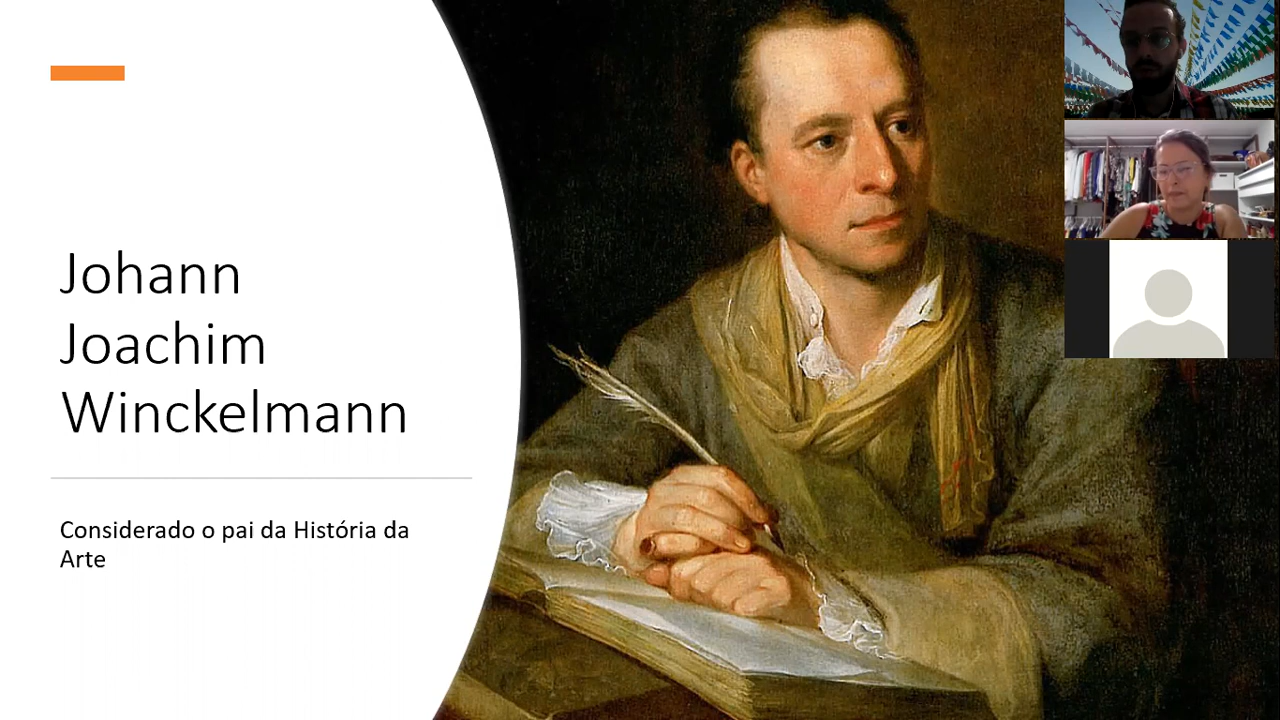 Johann
Joachim
Winckelmann
Considerado o pai da História da
Arte